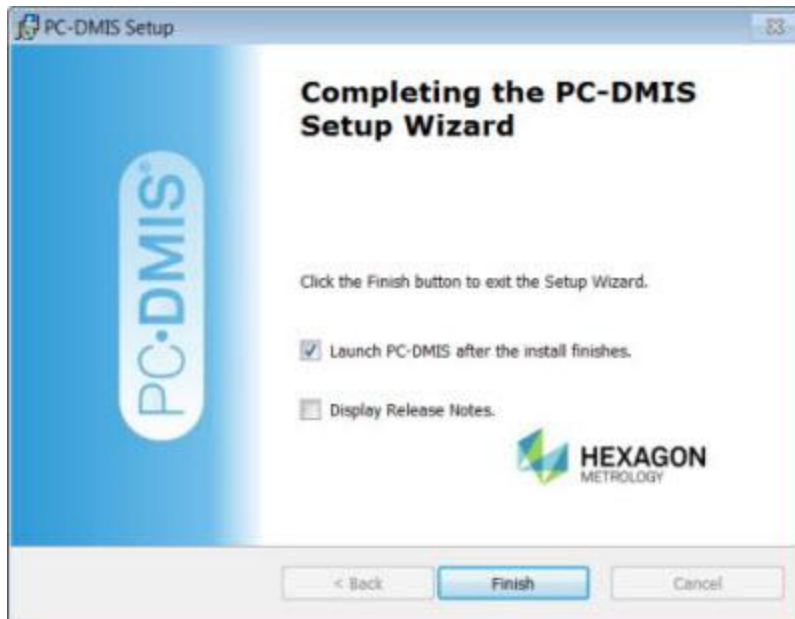 PC-DMIS Setup
Completing the PC-DMIS
Setup Wizard
PC•DMIS®
Click the Finish button to exit the Setup Wizard.
Launch PC-DMIS after the install finishes.
Display Release Notes.
HEXAGON
METROLOGY
< Back
Finish
Cancel